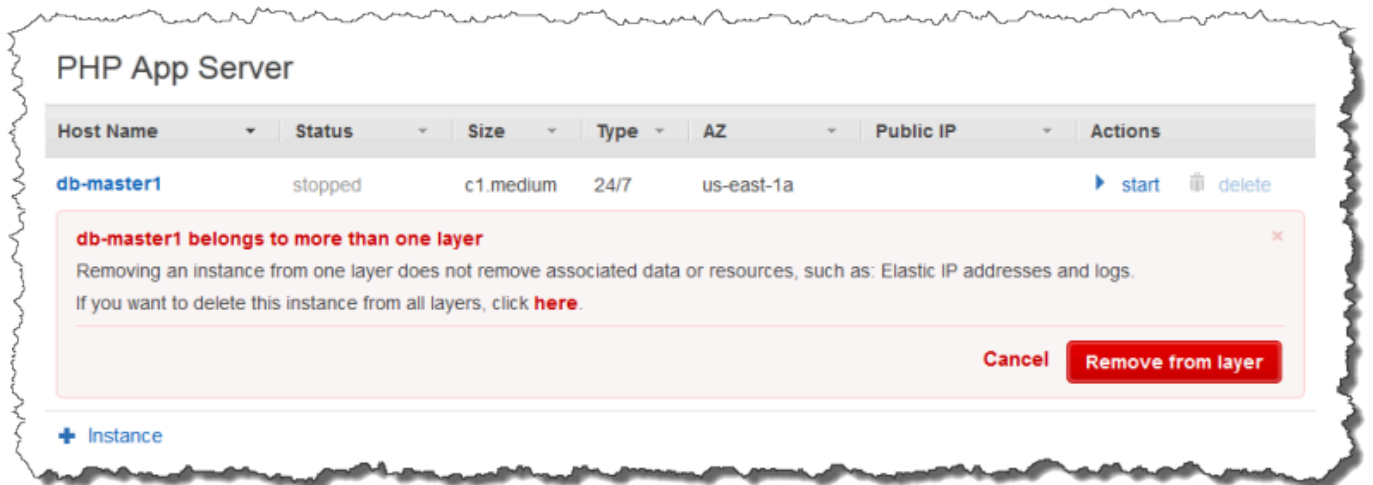 PHP App Server
Host Name Status Size Type AZ Public IP Actions
db-master1 stopped c1.medium 24/7 us-east-1a start delete
db-master1 belongs to more than one layer ×
Removing an instance from one layer does not remove associated data or resources, such as: Elastic IP addresses and logs.
If you want to delete this instance from all layers, click here.
Cancel Remove from layer
+ Instance